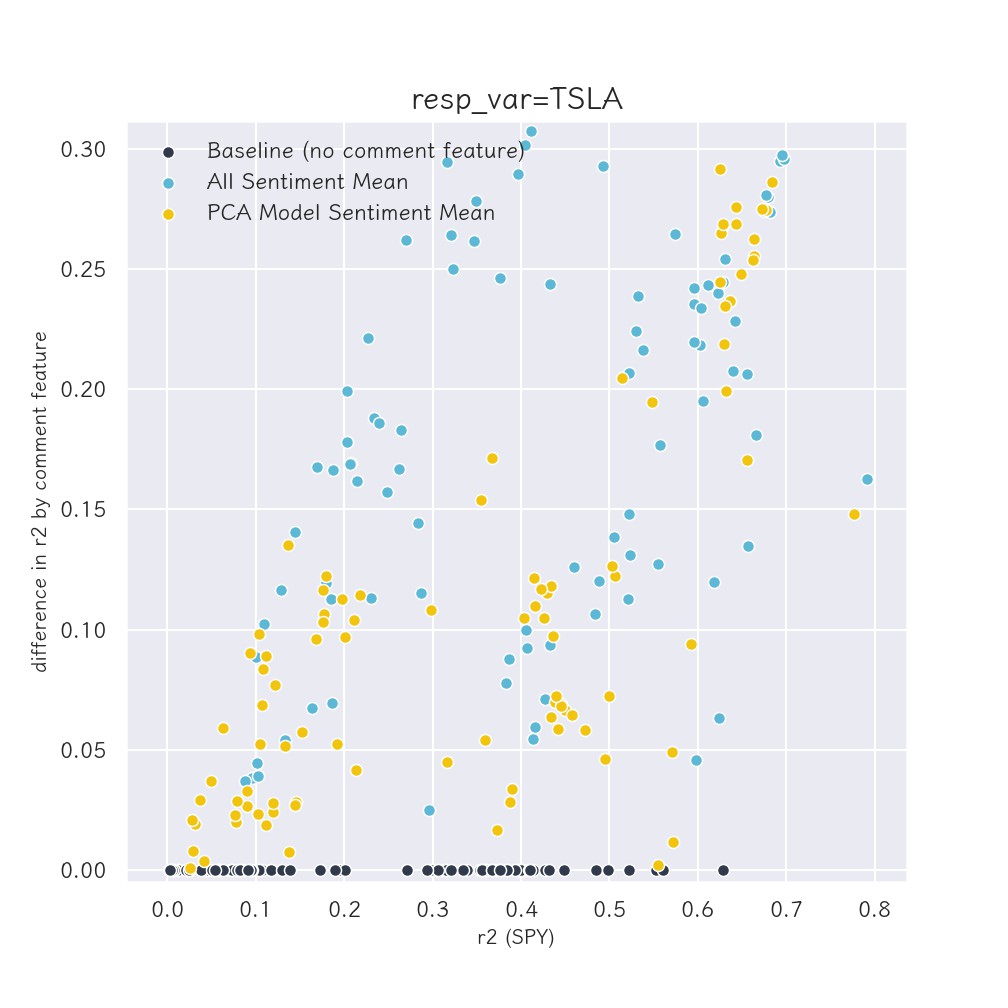 resp_var=TSLA
Baseline (no comment feature)
All Sentiment Mean
PCA Model Sentiment Mean
difference in r2 by comment feature
0.30
0.25
0.20
0.15
0.10
0.05
0.00
0.0 0.1 0.2 0.3 0.4 0.5 0.6 0.7 0.8
r2 (SPY)